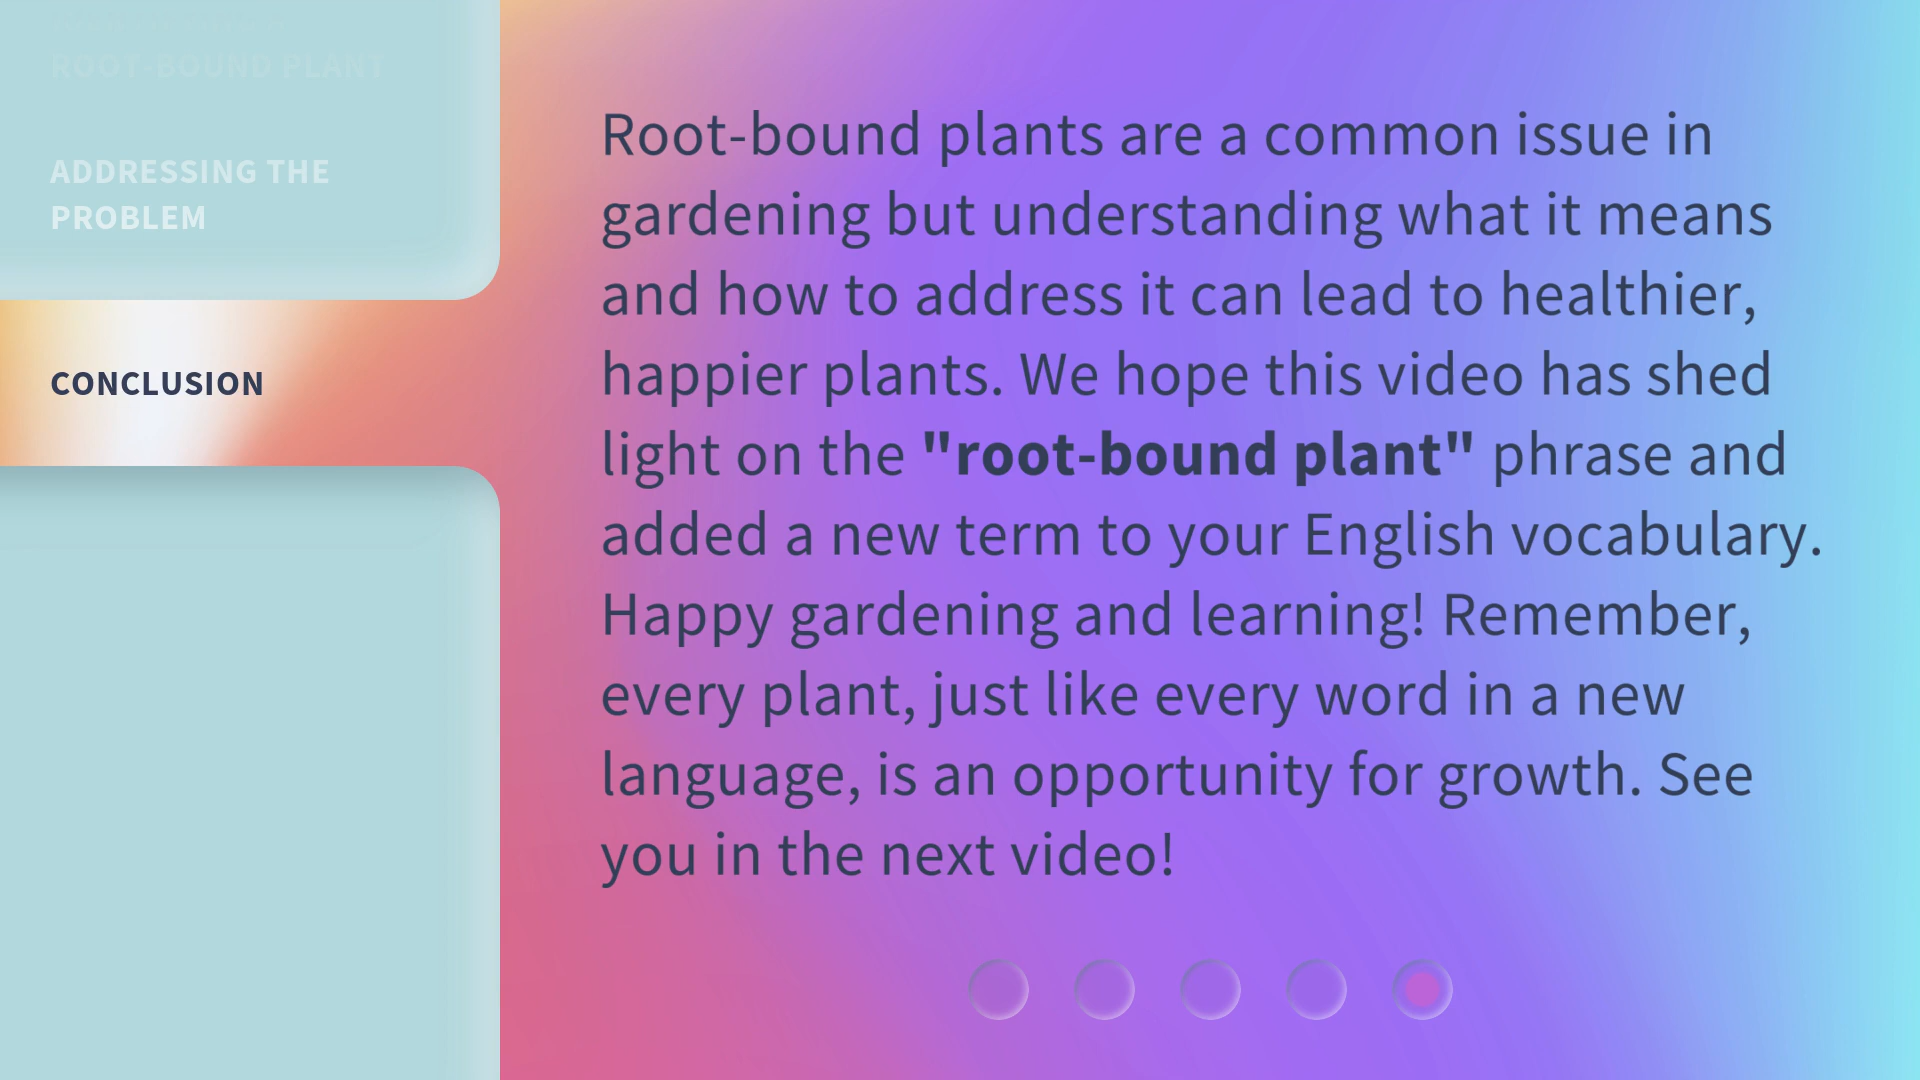 ROOT-BOUND PLANT
ADDRESSING THE
PROBLEM
CONCLUSION
Root-bound plants are a common issue in
gardening but understanding what it means
and how to address it can lead to healthier,
happier plants. We hope this video has shed
light on the "root-bound plant" phrase and
added a new term to your English vocabulary.
Happy gardening and learning! Remember,
every plant, just like every word in a new
language, is an opportunity for growth. See
you in the next video!